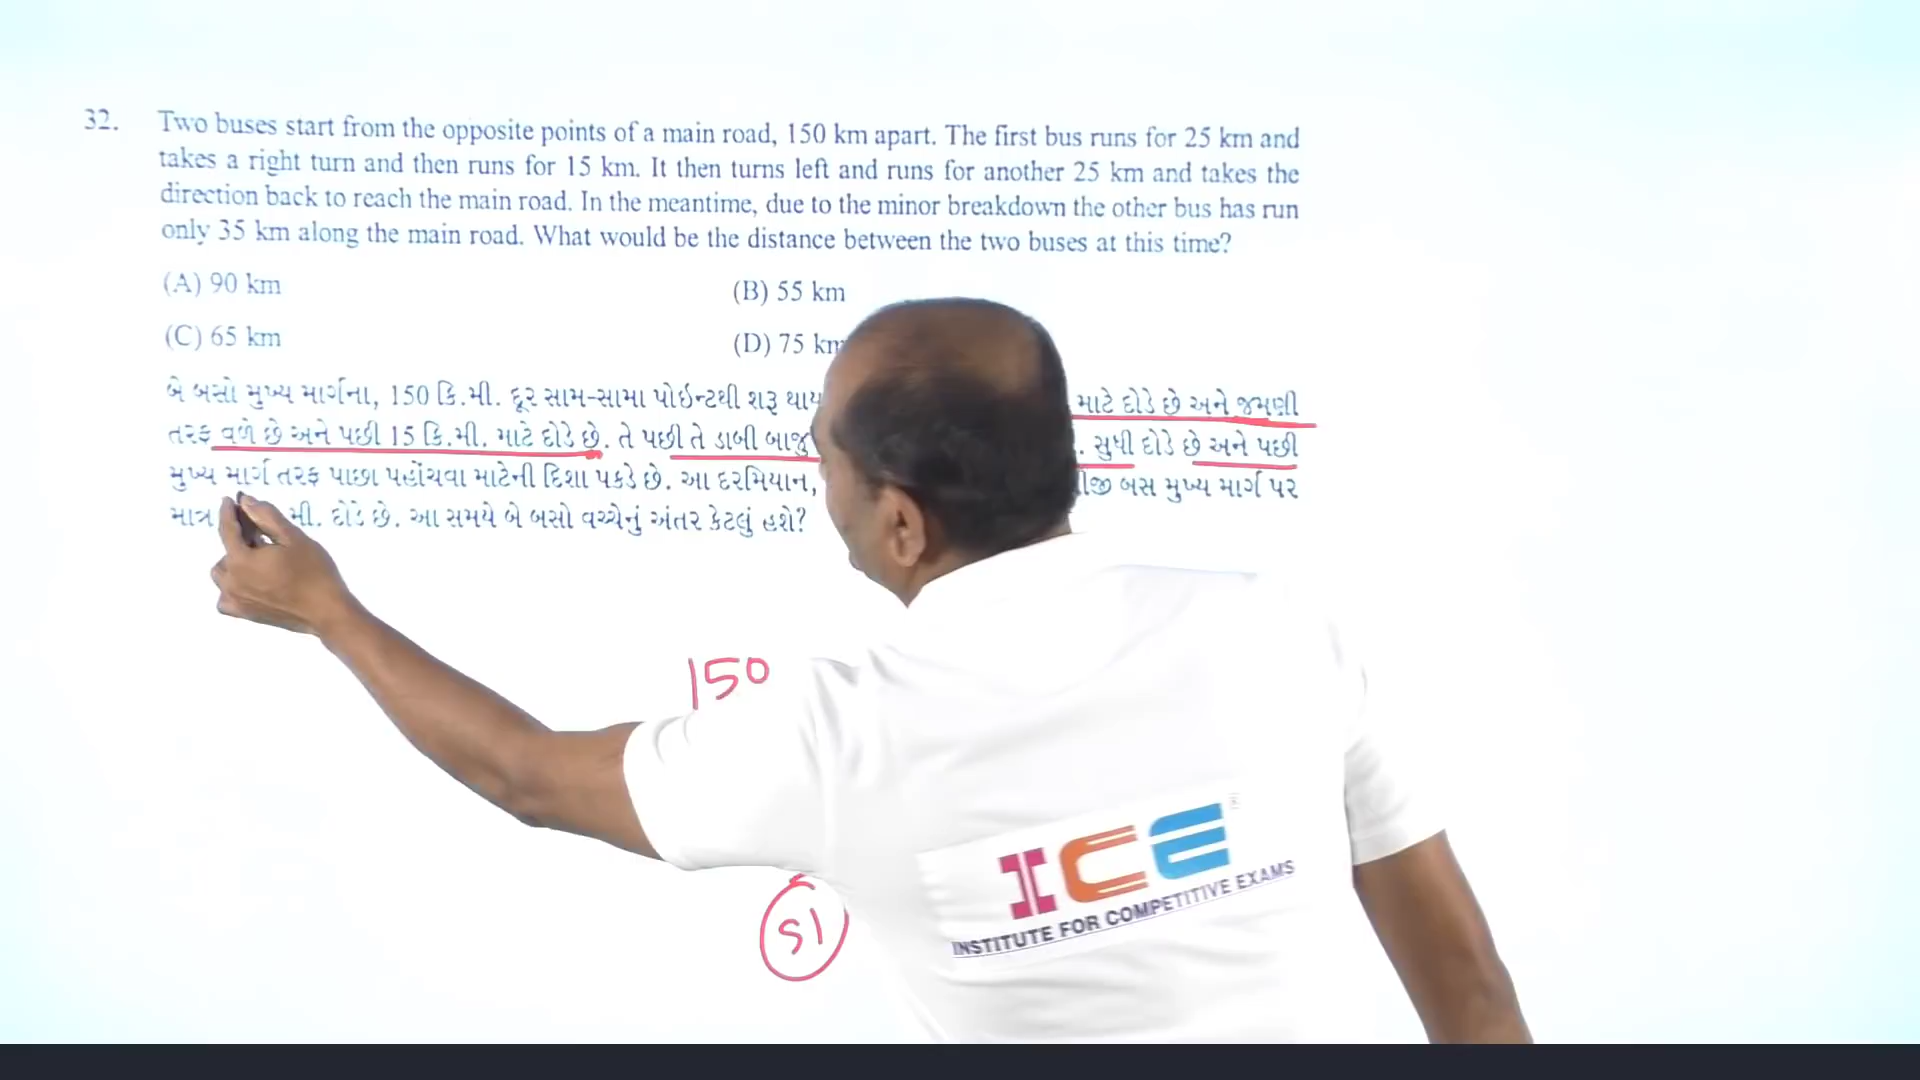 32. Two buses start from the opposite points of a main road, 150 km apart. The first bus runs for 25 km and
takes a right turn and then runs for 15 km. It then turns left and runs for another 25 km and takes the
direction back to reach the main road. In the meantime, due to the minor breakdown the other bus has run
only 35 km along the main road. What would be the distance between the two buses at this time?
(A) 90 km (B) 55 km
(C) 65 km (D) 75 km
બે બસો મુખ્ય માર્ગના, 150 કિ.મી. દૂર સામ-સામા પોઇન્ટથી શરૂ થાય માટે દોડે છે અને જમણી
તરફ વળે છે અને પછી 15 કિ.મી. માટે દોડે છે. તે પછી તે ડાબી બાજુ . સુધી દોડે છે અને પછી
મુખ્ય માર્ગ તરફ પાછા પહોંચવા માટેની દિશા પકડે છે. આ દરમિયાન, બસ મુખ્ય માર્ગ પર
માત્ર મી. દોડે છે. આ સમયે બે બસો વચ્ચેનું અંતર કેટલું હશે?
150
ડા
ICE
INSTITUTE FOR COMPETITIVE EXAMS